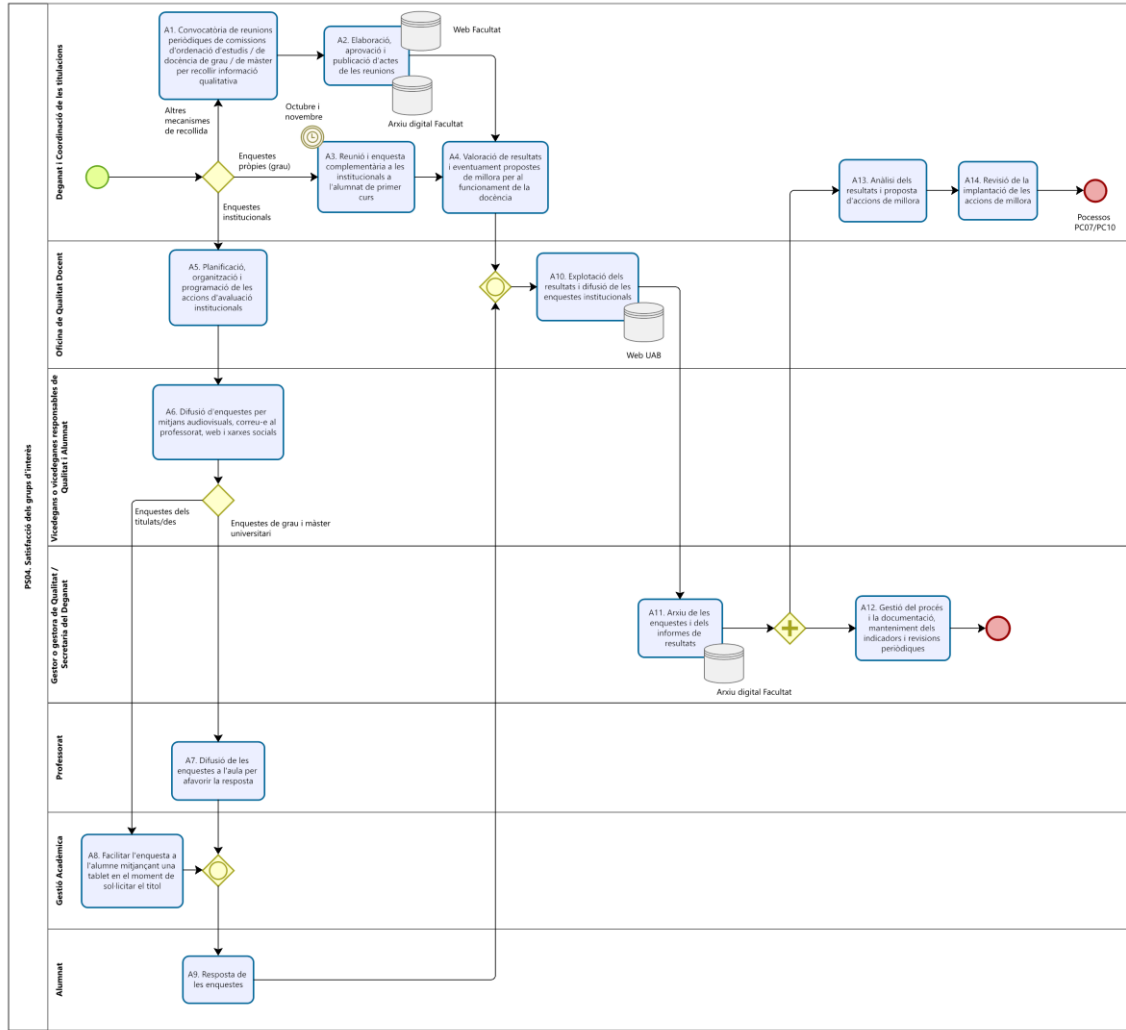 PS04. Satisfacció dels grups d'interès
Deganat i Coordinació de les titulacions
A1. Convocatòria de reunions
periòdiques de comissions
d'ordenació d'estudis / de
docència de grau / de màster
per recollir informació
qualitativa
A2. Elaboració,
aprovació i
publicació d'actes
de les reunions
Web Facultat
Arxiu digital Facultat
Altres
mecanismes
de recollida
Octubre i
novembre
Enquestes
pròpies (grau)
A3. Reunió i enquesta
complementària a les
institucionals a
l'alumnat de primer
curs
A4. Valoració de resultats
i eventuament propostes
de millora per al
funcionament de la
docència
Enquestes
institucionals
A13. Anàlisi dels
resultats i proposta
d'accions de millora
A14. Revisió de la
implantació de les
accions de millora
Pocessos
PC07/PC10
Oficina de Qualitat Docent
A5. Planificació,
organització i
programació de les
accions d'avaluació
institucionals
A10. Explotació dels
resultats i difusió de les
enquestes institucionals
Web UAB
Vicedegans o vicedeganes responsables de
Qualitat i Alumnat
A6. Difusió d'enquestes per
mitjans audiovisuals, correu-e al
professorat, web i xarxes socials
Enquestes dels
titulats/des
Enquestes de grau i màster
universitari
Gestor o gestora de Qualitat /
Secretaria del Deganat
A11. Arxiu de les
enquestes i dels
informes de
resultats
Arxiu digital Facultat
A12. Gestió del procés
i la documentació,
manteniment dels
indicadors i revisions
periòdiques
Professorat
A7. Difusió de les
enquestes a l'aula per
afavorir la resposta
Gestió Acadèmica
A8. Facilitar l'enquesta a
l'alumne mitjançant una
tablet en el moment de
sol·licitar el títol
Alumnat
A9. Resposta de
les enquestes